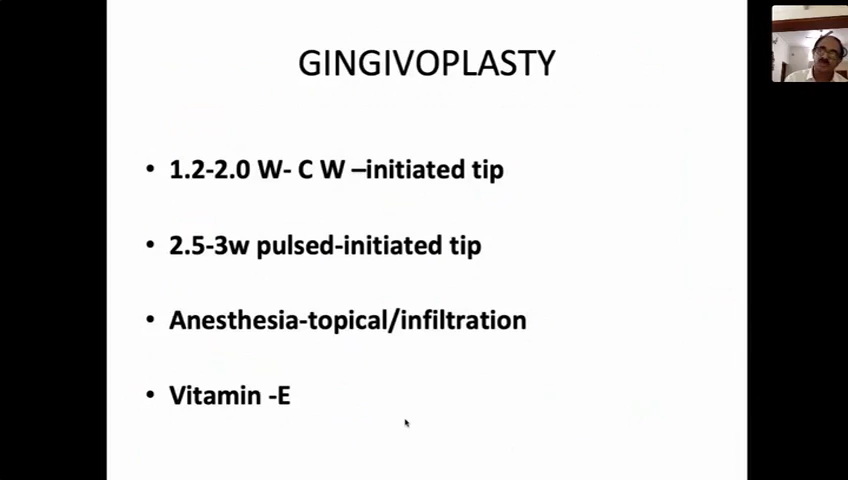 GINGIVOPLASTY
• 1.2-2.0 W- C W –initiated tip
• 2.5-3w pulsed-initiated tip
• Anesthesia-topical/infiltration
• Vitamin -E